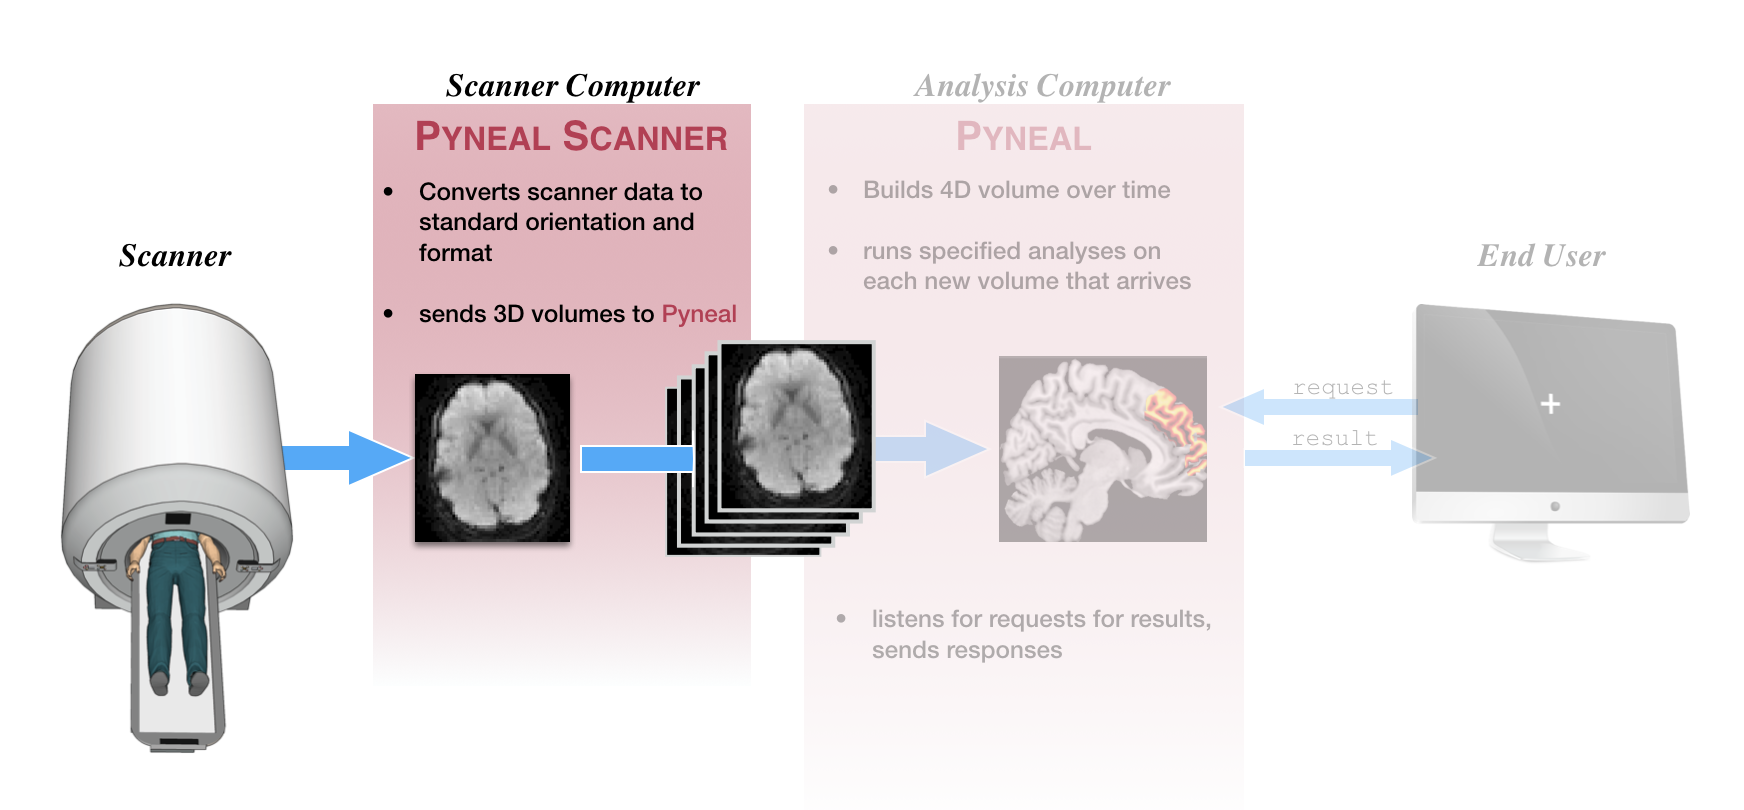 Scanner Computer
PYNEAL SCANNER
• Converts scanner data to
standard orientation and
format
• sends 3D volumes to Pyneal
Scanner
Analysis Computer
PYNEAL
• Builds 4D volume over time
• runs specified analyses on
each new volume that arrives
• listens for requests for results,
sends responses
request
result
End User